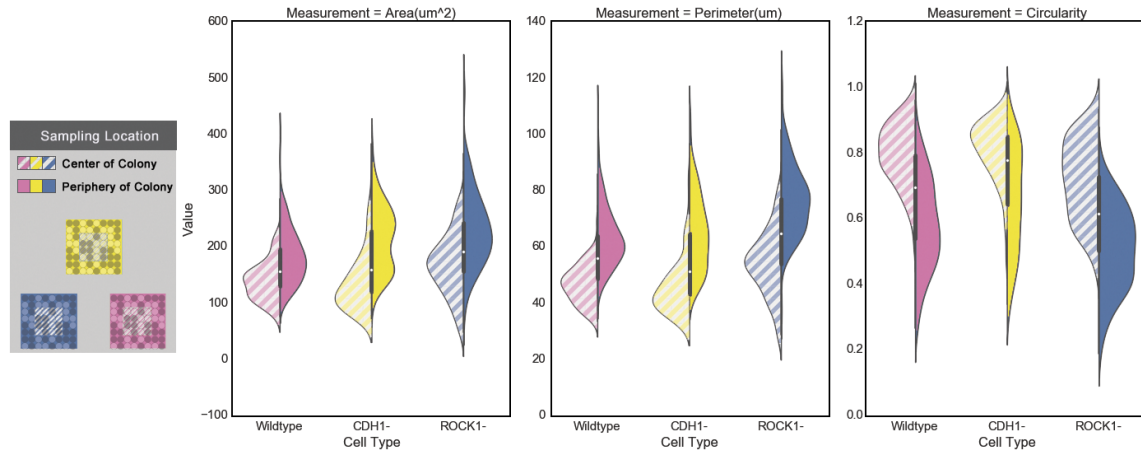 Sampling Location
Center of Colony
Periphery of Colony
Measurement = Area(um^2)
Value
600
500
400
300
200
100
0
−100
Wildtype CDH1- ROCK1-
Cell Type
Measurement = Perimeter(um)
140
120
100
80
60
40
20
0
Wildtype CDH1- ROCK1-
Cell Type
Measurement = Circularity
1.2
1.0
0.8
0.6
0.4
0.2
0.0
Wildtype CDH1- ROCK1-
Cell Type